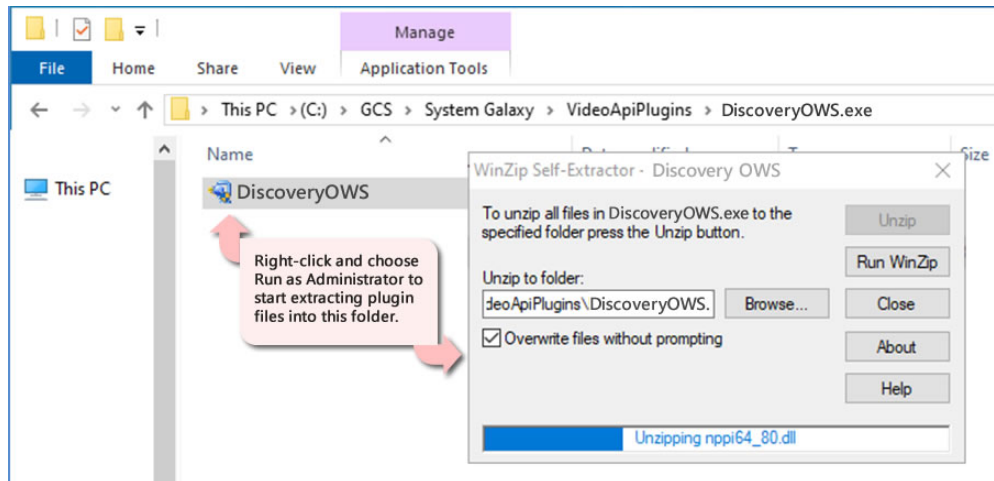 Manage
File Home Share View Application Tools
This PC > (C:) > GCS > System Galaxy > VideoApiPlugins > DiscoveryOWS.exe
Name
Size
This PC
DiscoveryOWS
Right-click and choose
Run as Administrator to
start extracting plugin
files into this folder.
WinZip Self-Extractor - Discovery OWS
To unzip all files in DiscoveryOWS.exe to the
specified folder press the Unzip button.
Unzip to folder:
deoApiPlugins\DiscoveryOWS.
Browse...
Overwrite files without prompting
Unzip
Run WinZip
Close
About
Help
Unzipping nppi64_80.dll